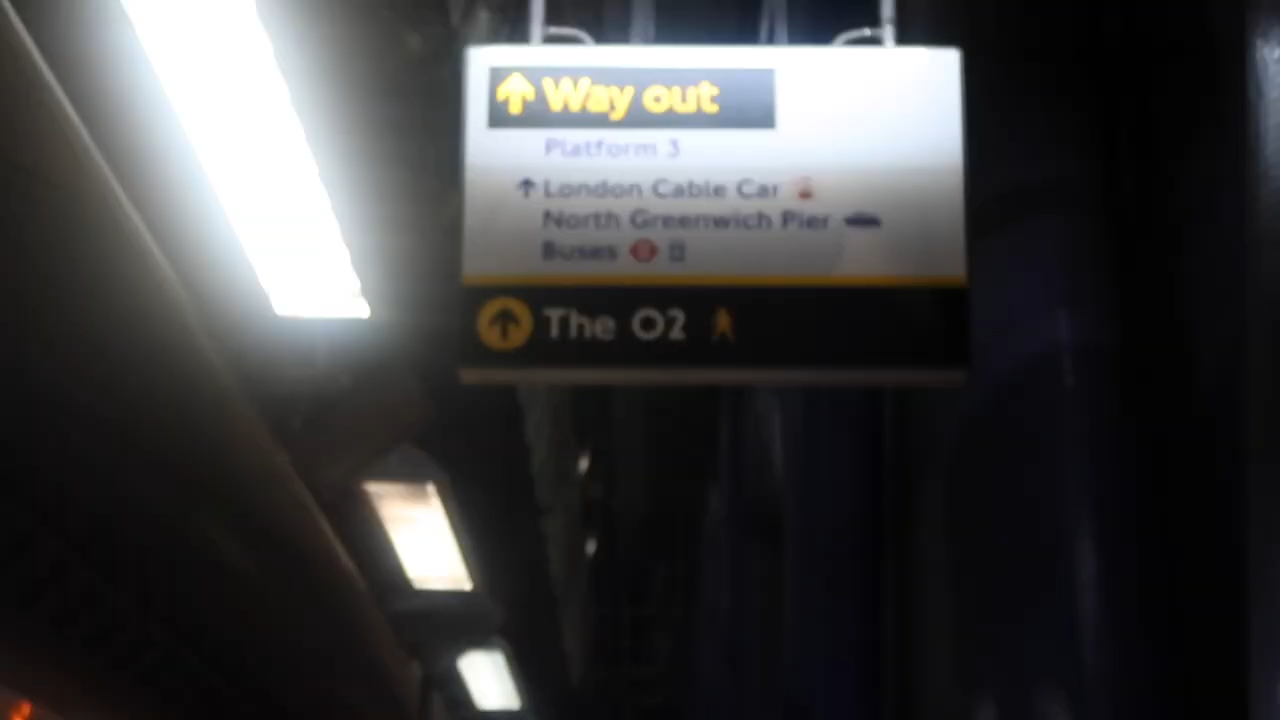 Way out
Platform 3
London Cable Car
North Greenwich Pier
Buses
The O2